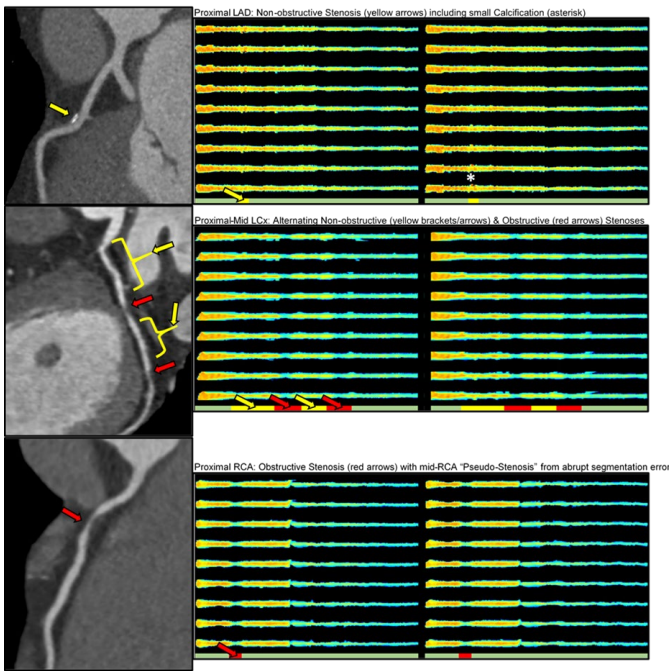 Proximal LAD: Non-obstructive Stenosis (yellow arrows) including small Calcification (asterisk)
*
Proximal-Mid LCx: Alternating Non-obstructive (yellow brackets/arrows) & Obstructive (red arrows) Stenoses
Proximal RCA: Obstructive Stenosis (red arrows) with mid-RCA “Pseudo-Stenosis” from abrupt segmentation error